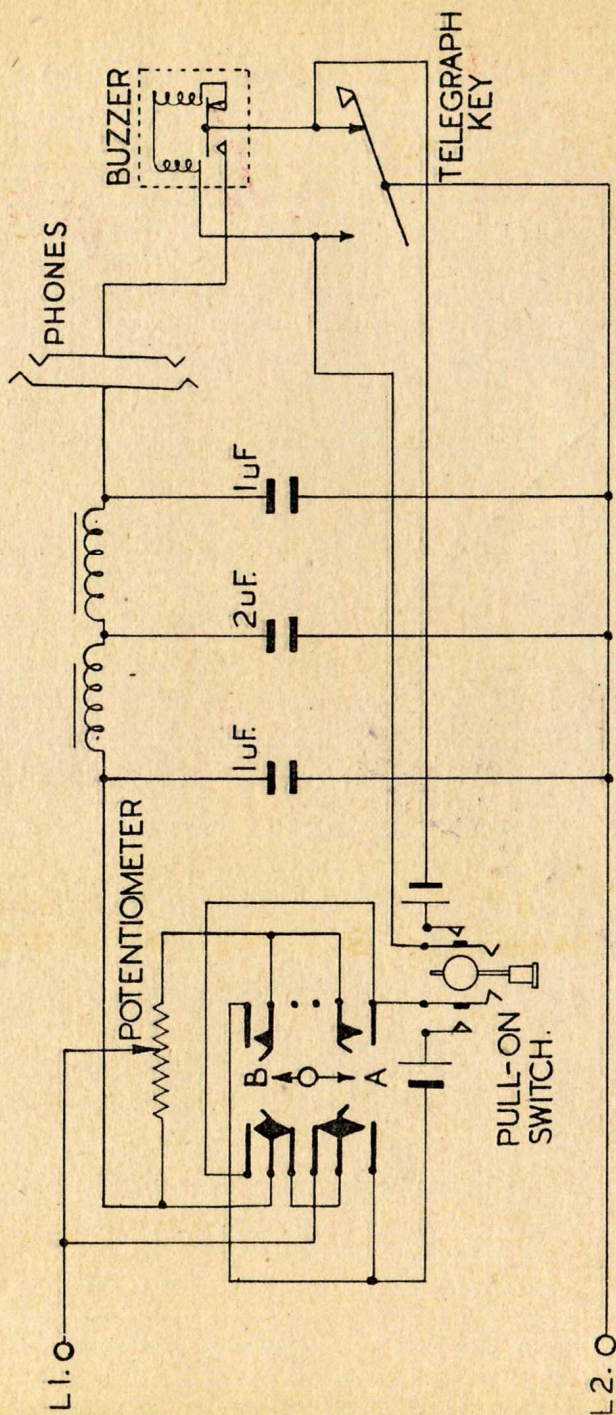 L1.
POTENTIOMETER
1uF.
2uF.
1uF
PHONES
BUZZER
B
A
PULL-ON
SWITCH.
TELEGRAPH
KEY
L2.